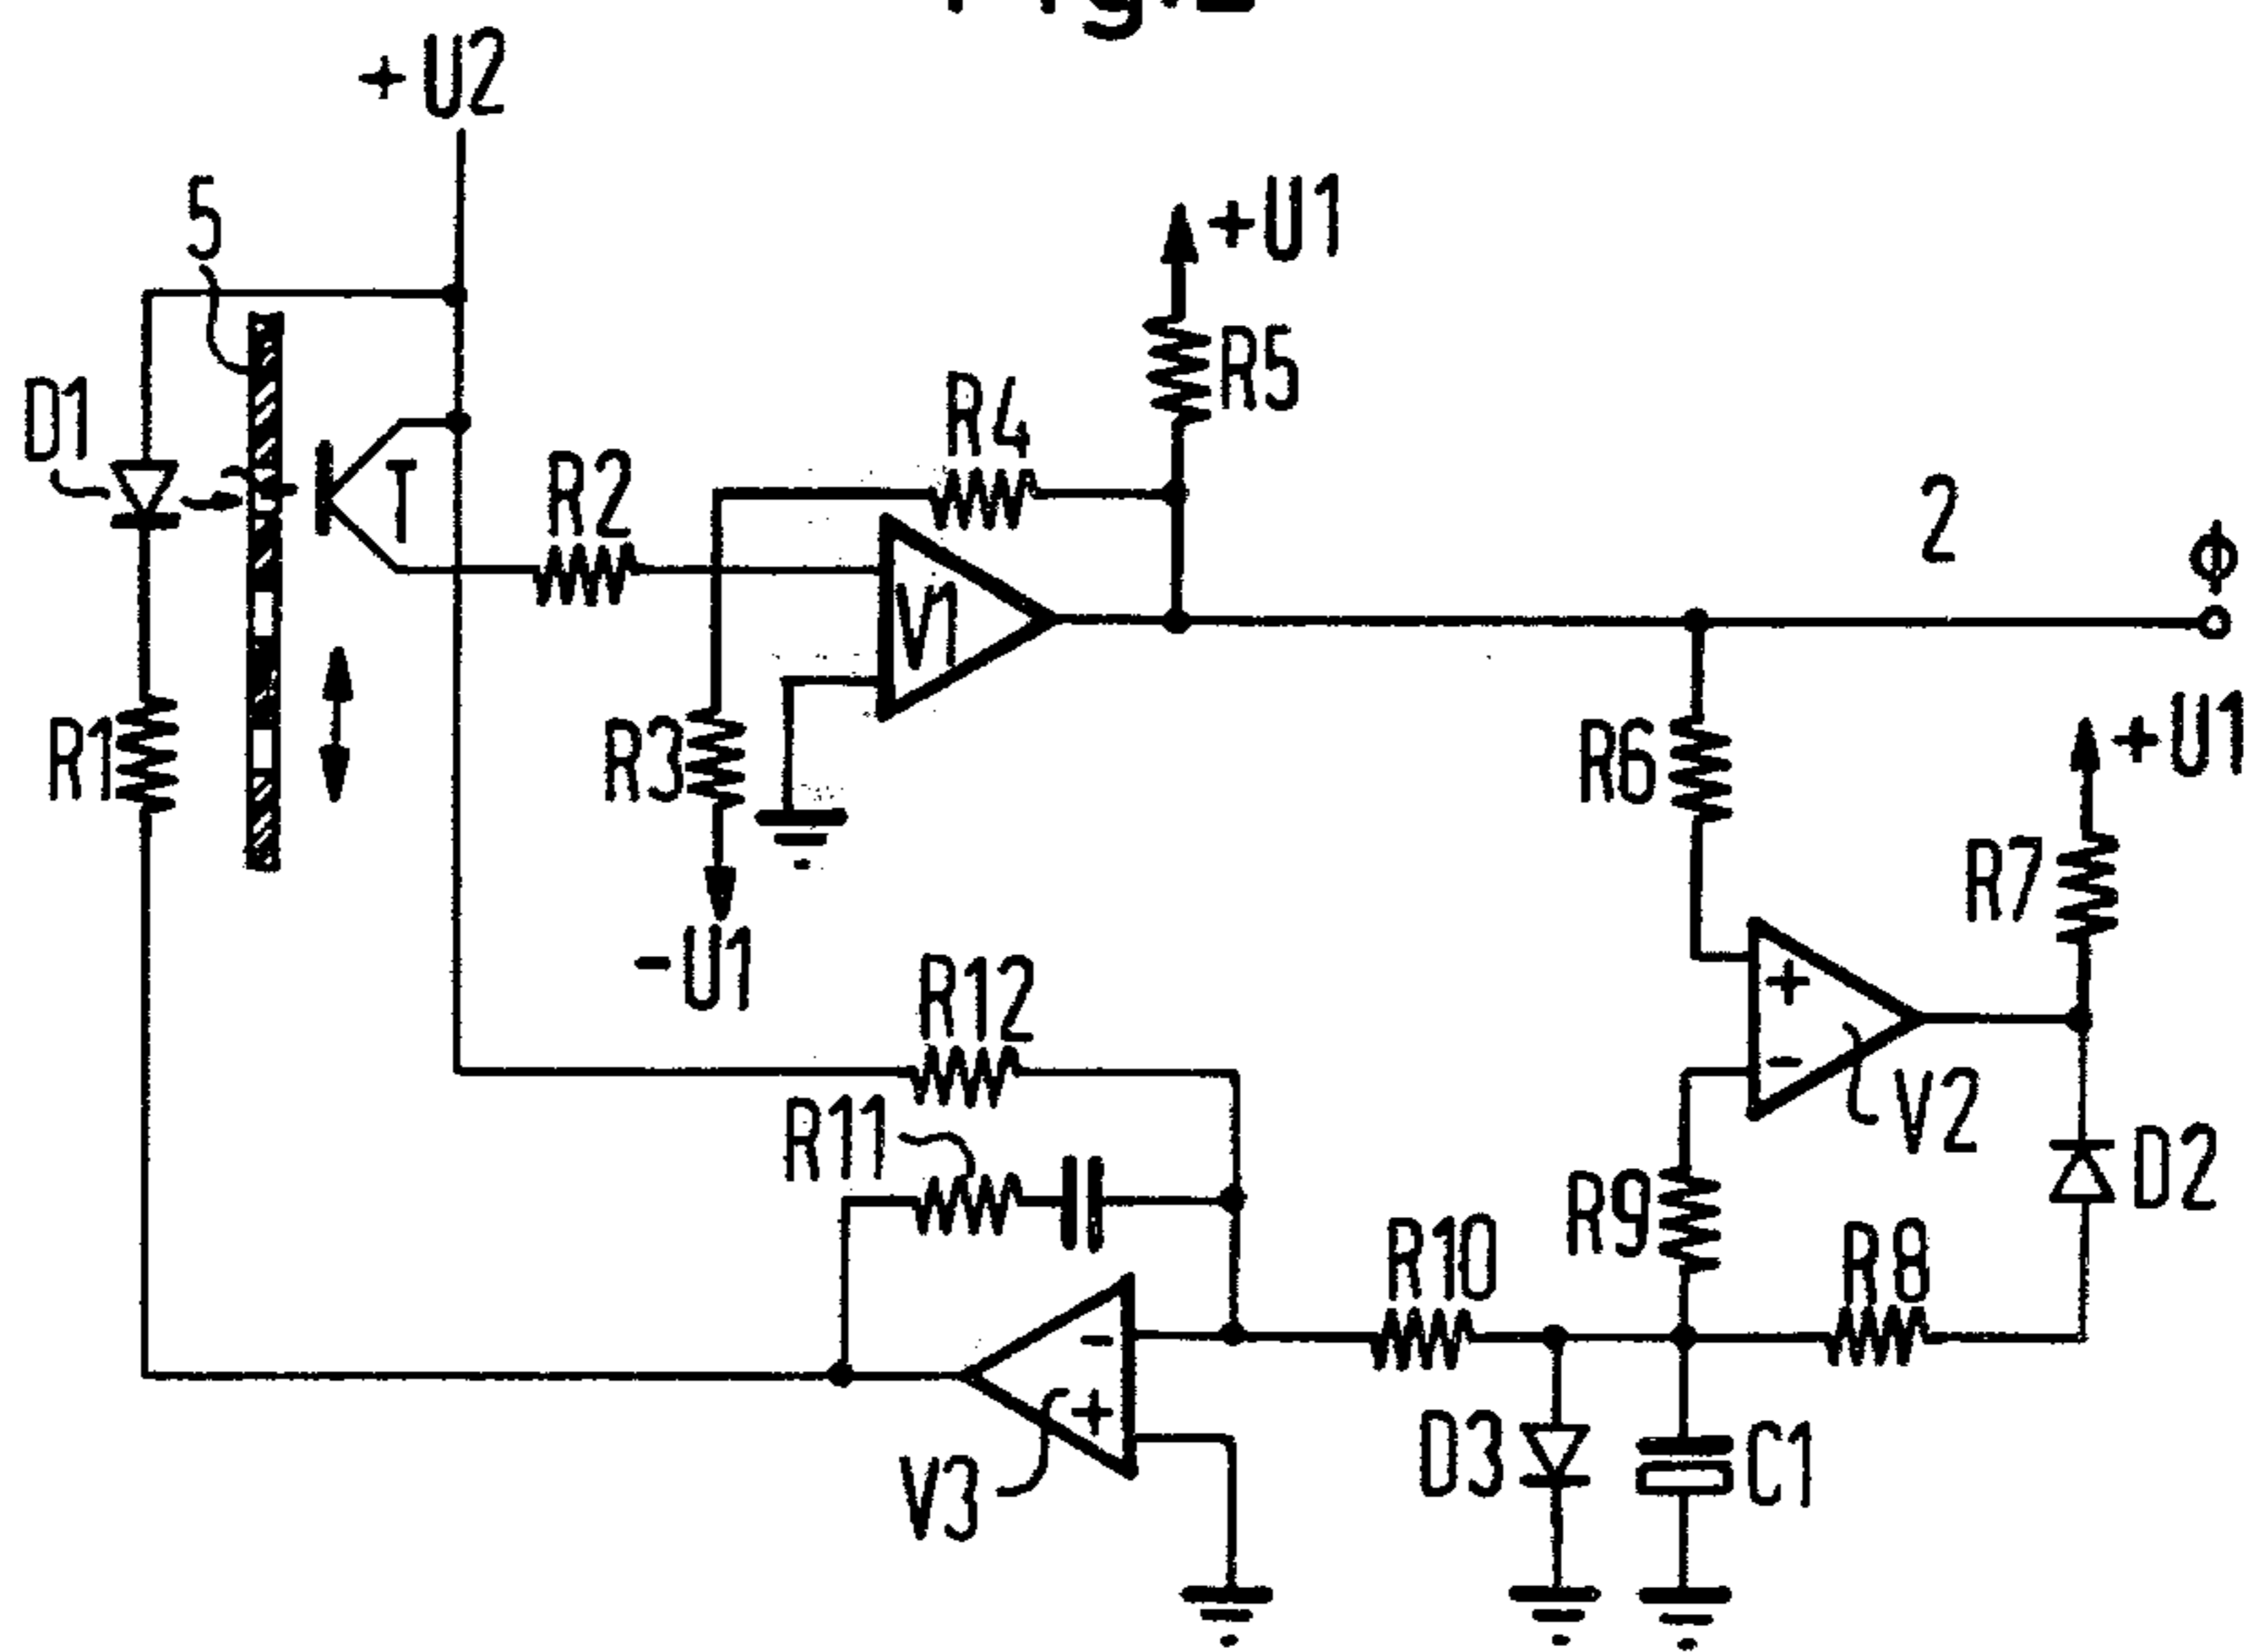 +U2
5
+U1
D1
R5
R4
T
R2
2
ϕ
V1
R1
R3
R6
+U1
R7
-U1
R12
+
-
V2
R11
D2
R9
R10
R8
-
+
D3
C1
V3